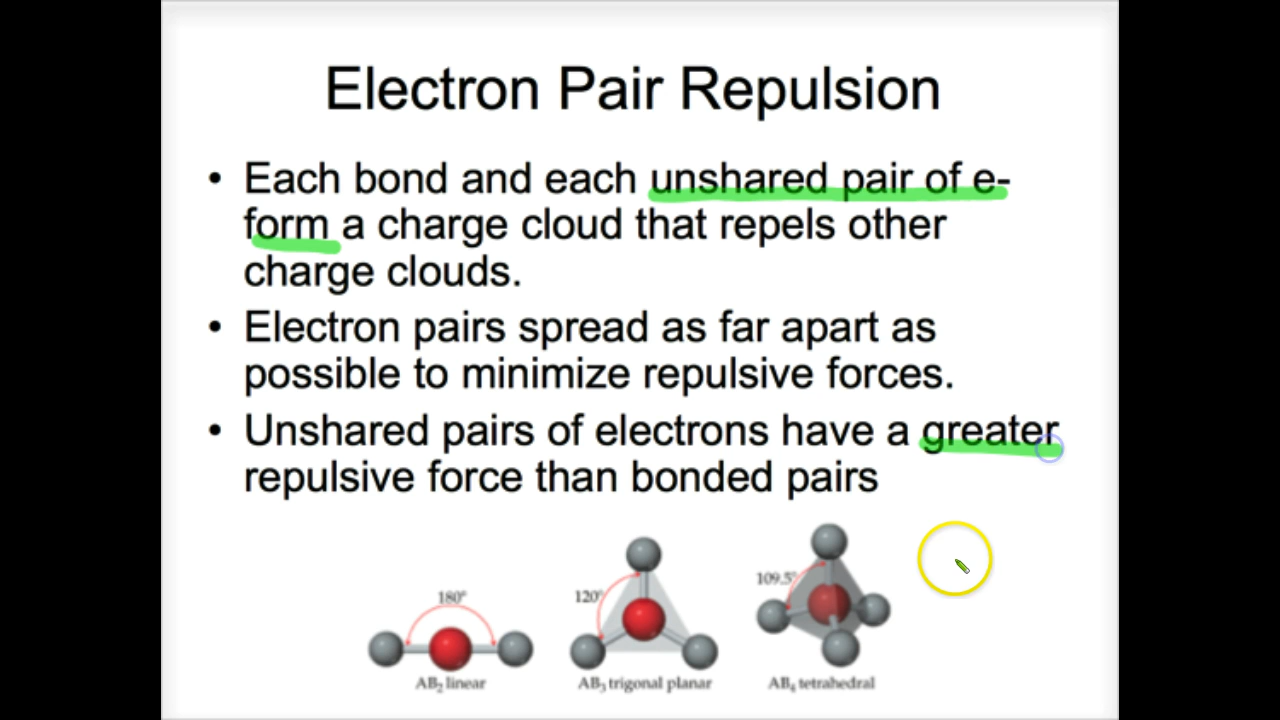 Electron Pair Repulsion
• Each bond and each unshared pair of e-
form a charge cloud that repels other
charge clouds.
• Electron pairs spread as far apart as
possible to minimize repulsive forces.
• Unshared pairs of electrons have a greater
repulsive force than bonded pairs
180°
120°
109.5°
AB₂ linear
AB₃ trigonal planar
AB₄ tetrahedral